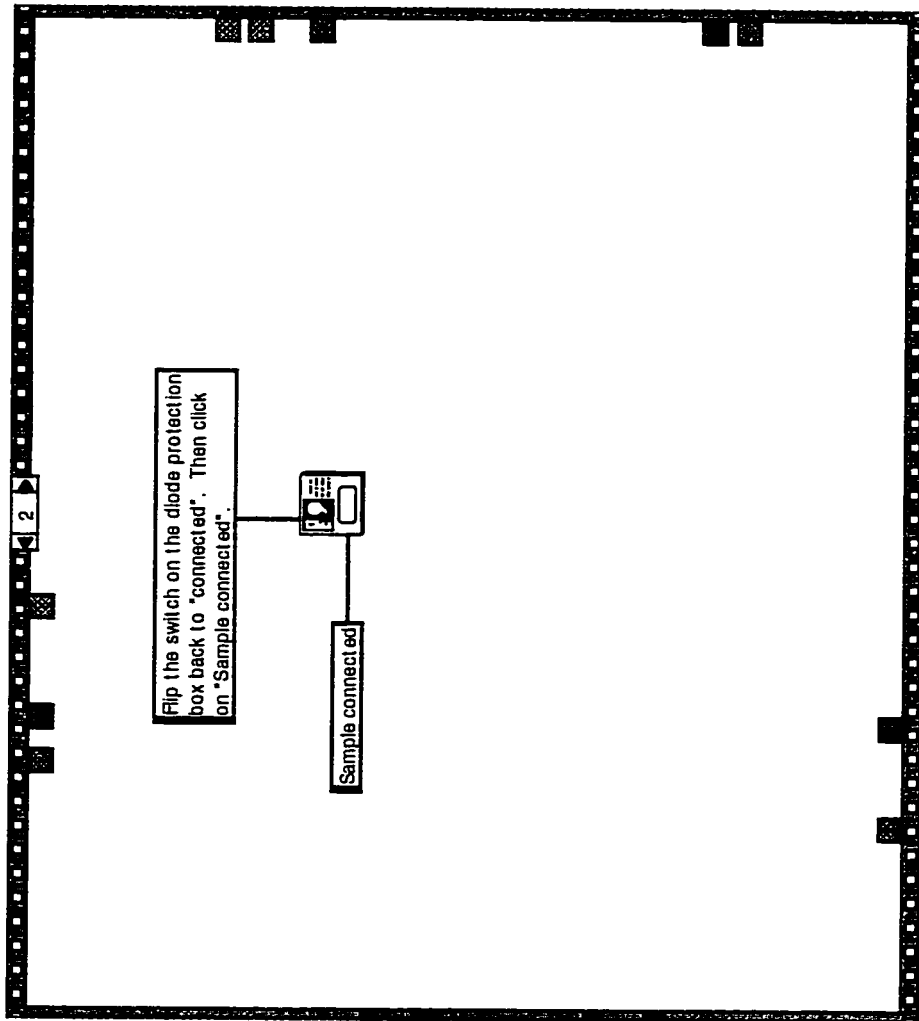 2
Flip the switch on the diode protection
box back to "connected". Then click
on "Sample connected".
Sample connected